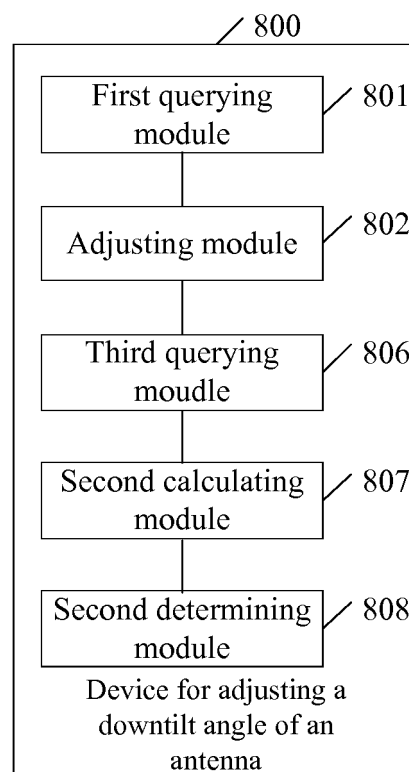 800
First querying
module
801
Adjusting module
802
Third querying
moudle
806
Second calculating
module
807
Second determining
module
808
Device for adjusting a
downtilt angle of an
antenna